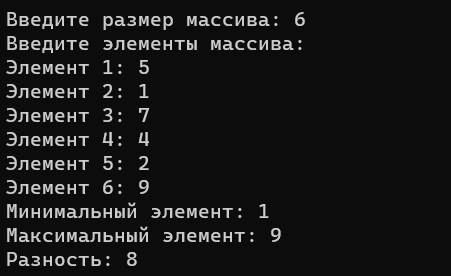 Введите размер массива: 6
Введите элементы массива:
Элемент 1: 5
Элемент 2: 1
Элемент 3: 7
Элемент 4: 4
Элемент 5: 2
Элемент 6: 9
Минимальный элемент: 1
Максимальный элемент: 9
Разность: 8